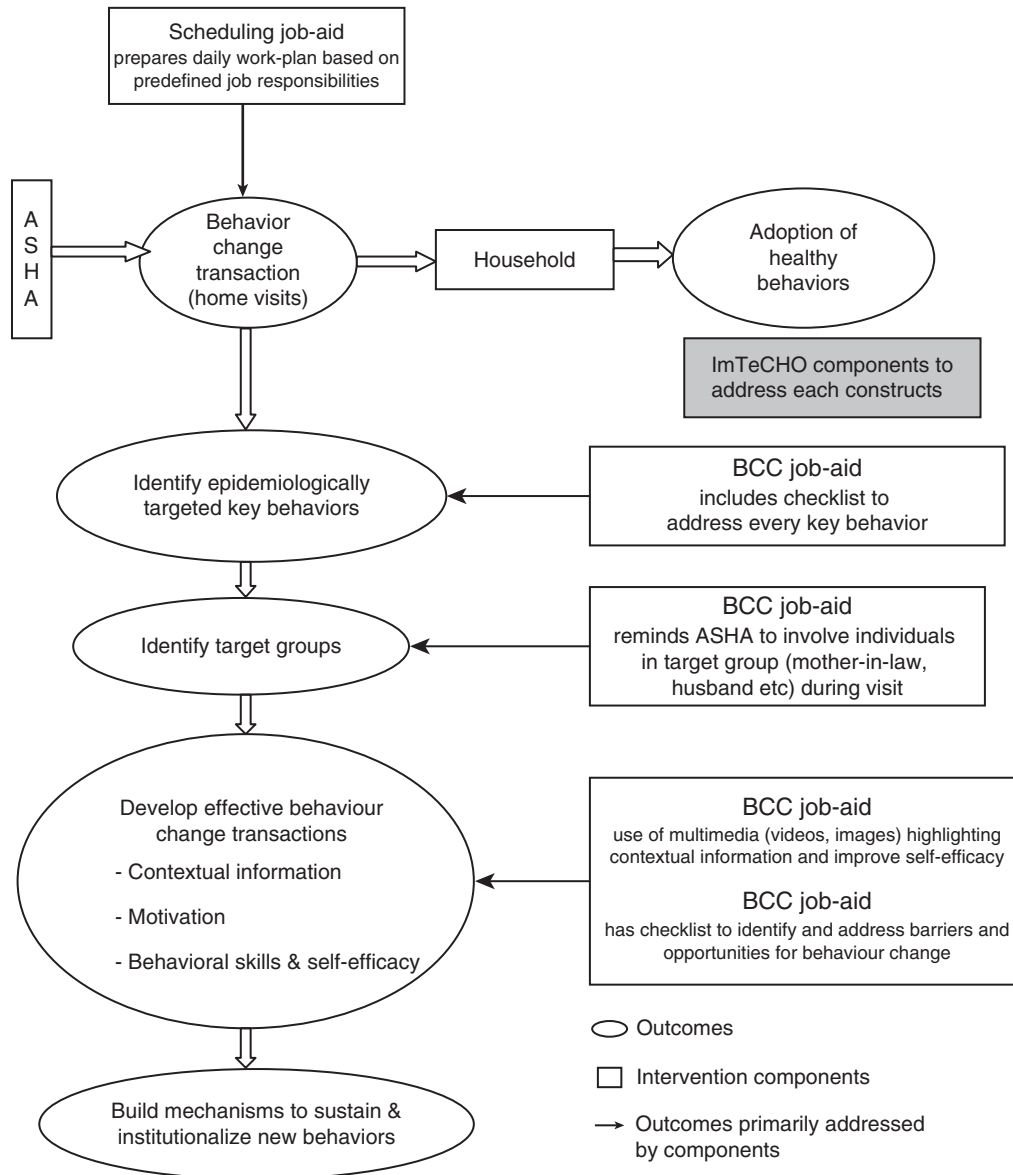 Scheduling job-aid
prepares daily work-plan based on
predefined job responsibilities
A
S
H
A
Behavior
change
transaction
(home visits)
Household
Adoption of
healthy
behaviors
ImTeCHO components to
address each constructs
Identify epidemiologically
targeted key behaviors
BCC job-aid
includes checklist to
address every key behavior
Identify target groups
BCC job-aid
reminds ASHA to involve individuals
in target group (mother-in-law,
husband etc) during visit
Develop effective behaviour
change transactions
- Contextual information
- Motivation
- Behavioral skills & self-efficacy
BCC job-aid
use of multimedia (videos, images) highlighting
contextual information and improve self-efficacy
BCC job-aid
has checklist to identify and address barriers and
opportunities for behaviour change
Build mechanisms to sustain &
institutionalize new behaviors
Outcomes
Intervention components
Outcomes primarily addressed
by components